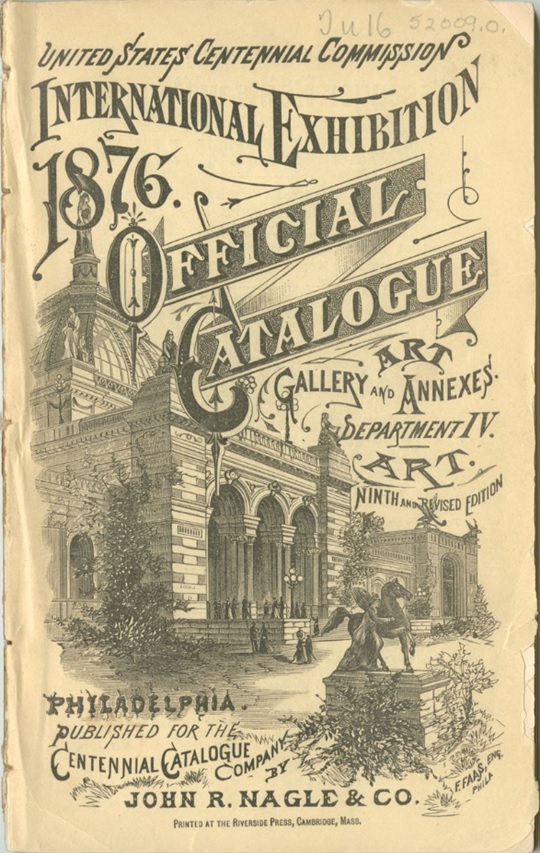 Ju16 52009.0.
UNITED STATES CENTENNIAL COMMISSION
INTERNATIONAL EXHIBITION
1876.
OFFICIAL
CATALOGUE
ART
GALLERY AND ANNEXES.
DEPARTMENT IV.
ART.
NINTH AND REVISED EDITION
PHILADELPHIA.
PUBLISHED FOR THE
CENTENNIAL CATALOGUE
COMPANY
BY
JOHN R. NAGLE & CO.
F. FAAS, ENG.
PHILA
PRINTED AT THE RIVERSIDE PRESS, CAMBRIDGE, MASS.